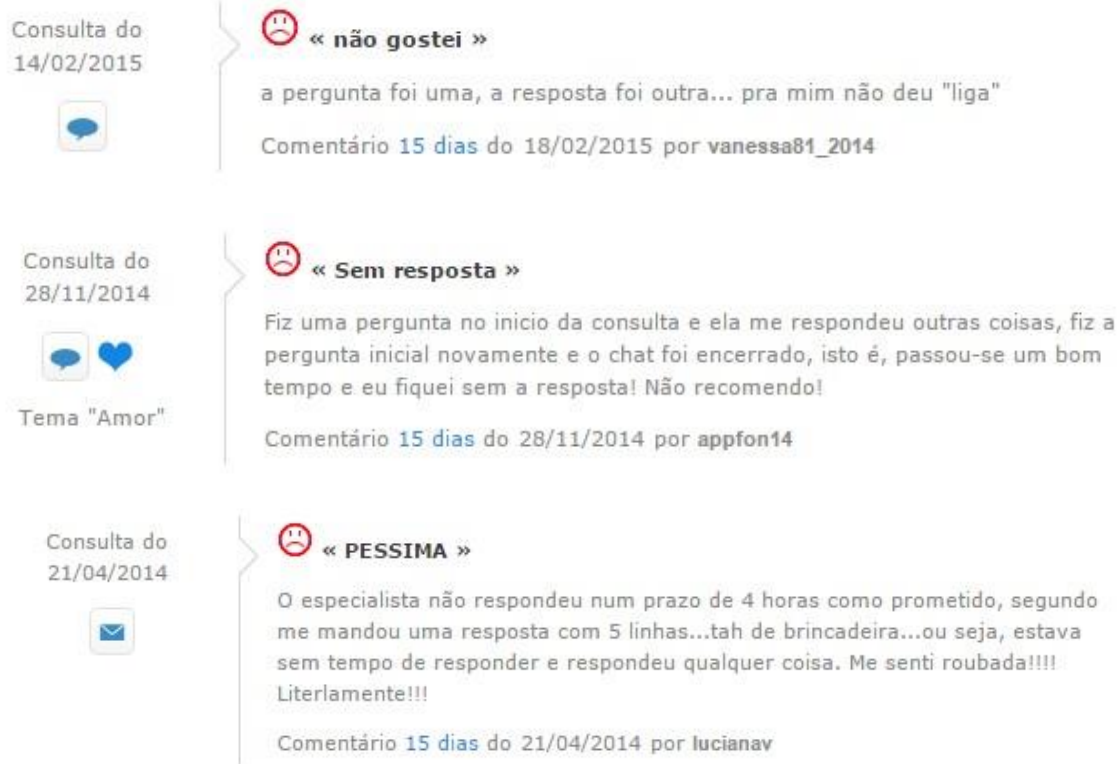 Consulta do
14/02/2015
« não gostei »
a pergunta foi uma, a resposta foi outra... pra mim não deu "liga"
Comentário 15 dias do 18/02/2015 por vanessa81_2014
Consulta do
28/11/2014
Tema "Amor"
« Sem resposta »
Fiz uma pergunta no inicio da consulta e ela me respondeu outras coisas, fiz a
pergunta inicial novamente e o chat foi encerrado, isto é, passou-se um bom
tempo e eu fiquei sem a resposta! Não recomendo!
Comentário 15 dias do 28/11/2014 por appfon14
Consulta do
21/04/2014
« PESSIMA »
O especialista não respondeu num prazo de 4 horas como prometido, segundo
me mandou uma resposta com 5 linhas...tah de brincadeira...ou seja, estava
sem tempo de responder e respondeu qualquer coisa. Me senti roubada!!!!
Literlamente!!!
Comentário 15 dias do 21/04/2014 por lucianav